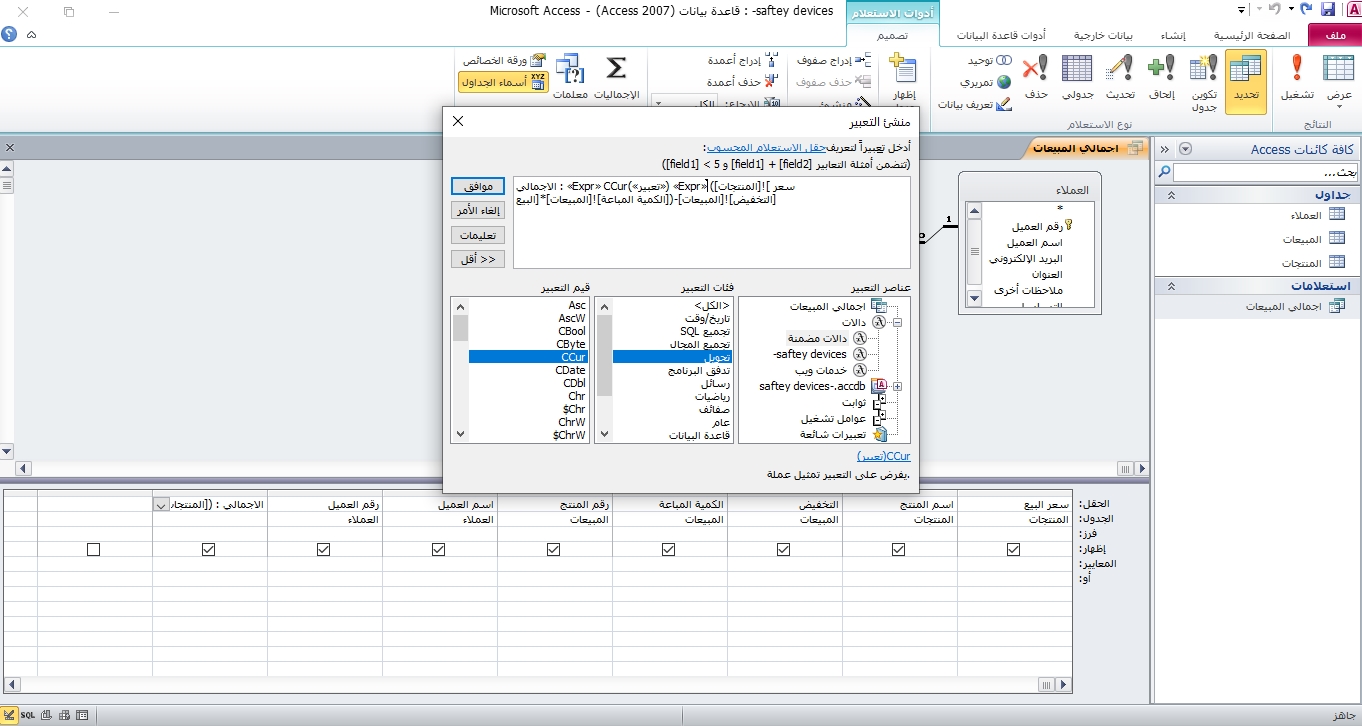 saftey devices- : قاعدة بيانات (Access 2007) - Microsoft Access
أدوات الاستعلام
ملف
الصفحة الرئيسية
إنشاء
بيانات خارجية
أدوات قاعدة البيانات
تصميم
عرض
تشغيل
النتائج
تحديد
تكوين جدول
إلحاق
تحديث
جدولي
حذف
توحيد
تمريري
تعريف بيانات
نوع الاستعلام
إظهار
إدراج صفوف
حذف صفوف
منشئ
إدراج أعمدة
حذف أعمدة
الإرجاع:
الكل
الإجماليات
معلمات
ورقة الخصائص
أسماء الجداول
كافة كائنات Access
بحث...
جداول
العملاء
المبيعات
المنتجات
استعلامات
اجمالي المبيعات
اجمالي المبيعات
العملاء
*
رقم العميل
اسم العميل
البريد الإلكتروني
العنوان
ملاحظات أخرى
1
منشئ التعبير
أدخل تعبيراً لتعريف حقل الاستعلام المحسوب:
(تتضمن أمثلة التعابير [field1] + [field2] و [field1] < 5)
الاجمالي : «Expr» CCur(«تعبير») «Expr» ([المنتجات]![سعر
البيع]*[المبيعات]![الكمية المباعة])-[المبيعات]![التخفيض]
موافق
إلغاء الأمر
تعليمات
<< أقل
عناصر التعبير
اجمالي المبيعات
دالات
دالات مضمنة
saftey devices-
خدمات ويب
saftey devices-.accdb
ثوابت
عوامل تشغيل
تعبيرات شائعة
فئات التعبير
<الكل>
تاريخ/وقت
تجميع SQL
تجميع المجال
تحويل
تدفق البرنامج
رسائل
رياضيات
صفائف
عام
قاعدة البيانات
قيم التعبير
Asc
AscW
CBool
CByte
CCur
CDate
CDbl
Chr
Chr$
ChrW
ChrW$
CCur(تعبير)
يفرض على التعبير تمثيل عملة.
الحقل:
سعر البيع
اسم المنتج
التخفيض
الكمية المباعة
رقم المنتج
اسم العميل
رقم العميل
الاجمالي : ([المنتجات
الجدول:
المنتجات
المنتجات
المبيعات
المبيعات
المبيعات
العملاء
العملاء
فرز:
إظهار:
المعايير:
أو:
جاهز
SQL